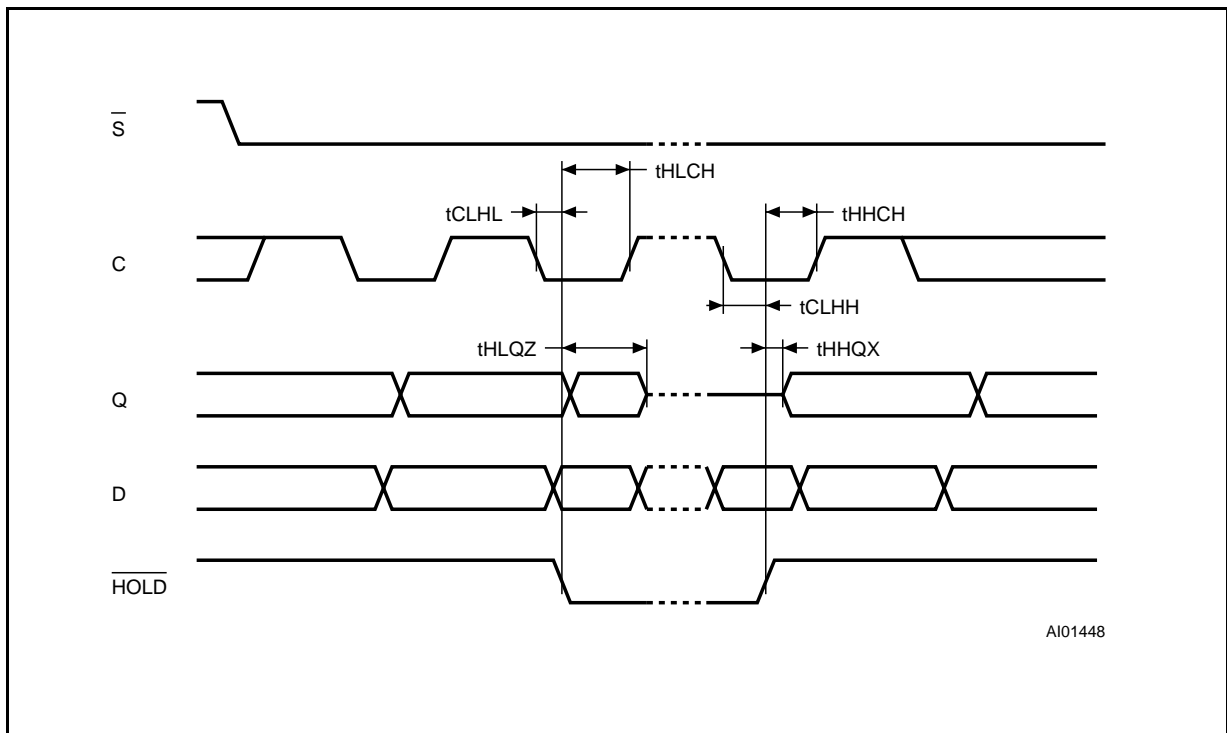 S
tHLCH
tCLHL
tHHCH
C
tCLHH
tHLQZ
tHHQX
Q
D
HOLD
AI01448